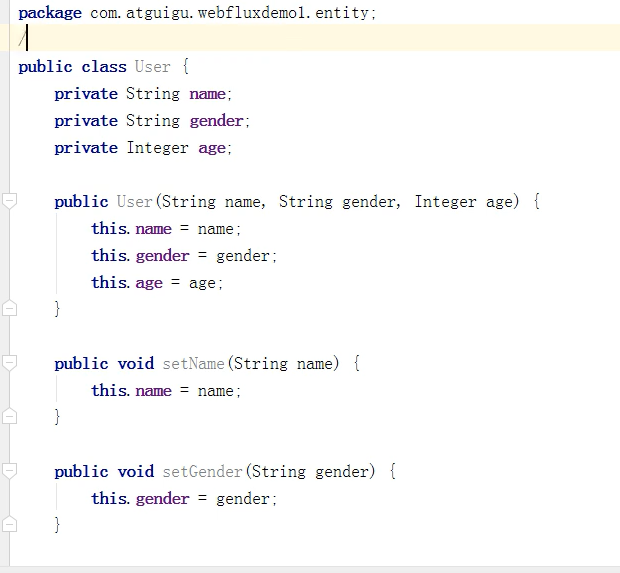 package com.atguigu.webfluxdemo1.entity;
/
public class User {
private String name;
private String gender;
private Integer age;
public User(String name, String gender, Integer age) {
this.name = name;
this.gender = gender;
this.age = age;
}
public void setName(String name) {
this.name = name;
}
public void setGender(String gender) {
this.gender = gender;
}